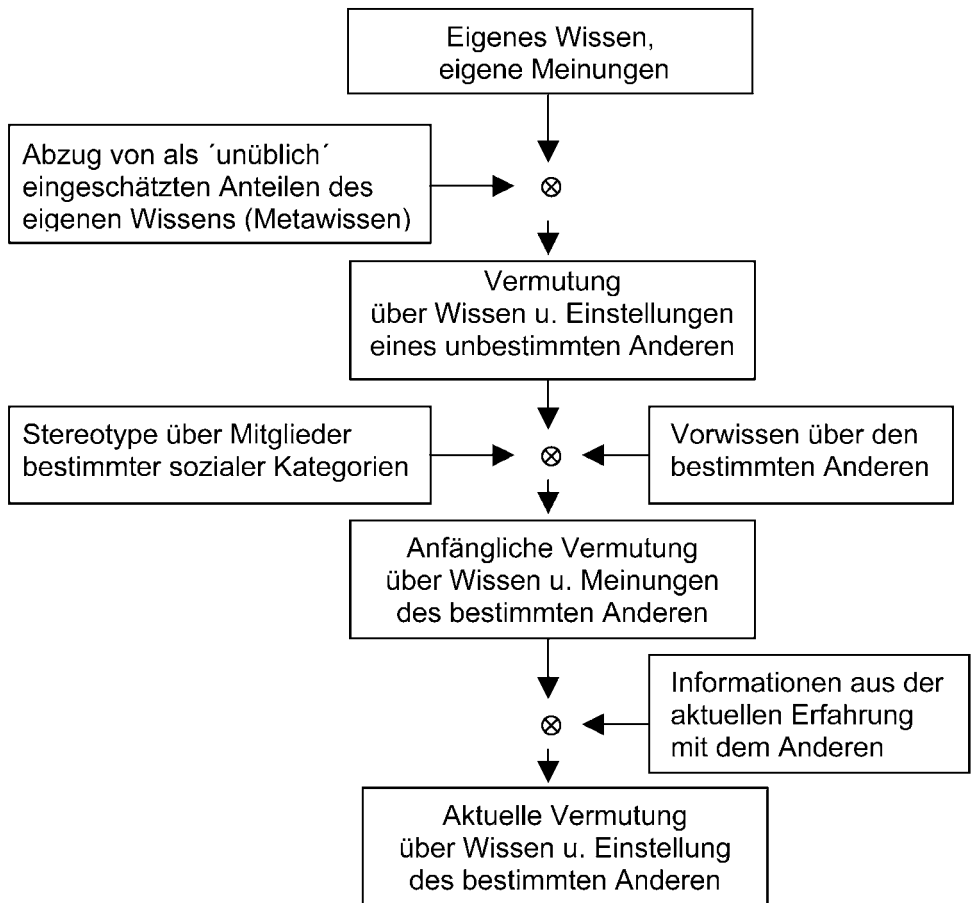 Eigenes Wissen,
eigene Meinungen
Abzug von als ´unüblich´
eingeschätzten Anteilen des
eigenen Wissens (Metawissen)
Vermutung
über Wissen u. Einstellungen
eines unbestimmten Anderen
Stereotype über Mitglieder
bestimmter sozialer Kategorien
Vorwissen über den
bestimmten Anderen
Anfängliche Vermutung
über Wissen u. Meinungen
des bestimmten Anderen
Informationen aus der
aktuellen Erfahrung
mit dem Anderen
Aktuelle Vermutung
über Wissen u. Einstellung
des bestimmten Anderen